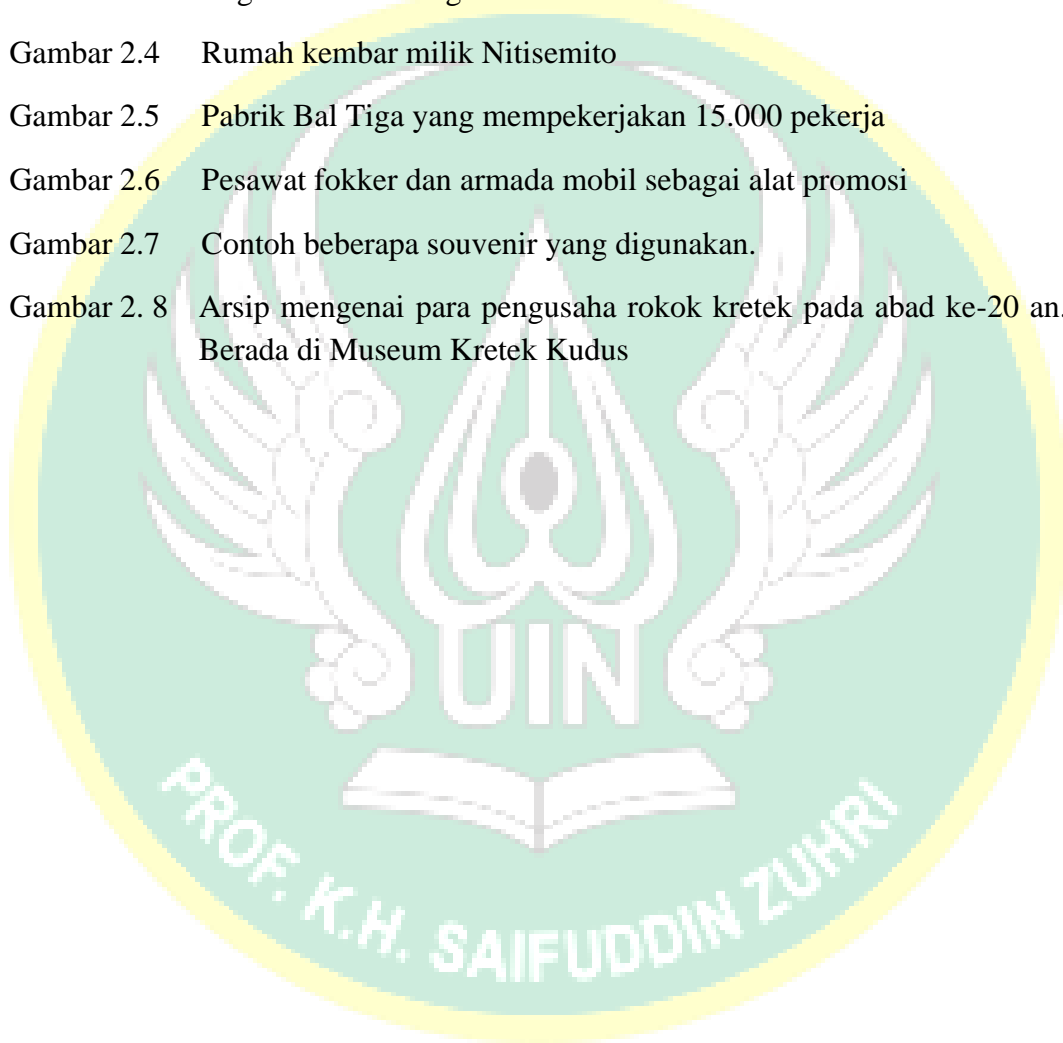 Gambar 2.4 Rumah kembar milik Nitisemito
Gambar 2.5 Pabrik Bal Tiga yang mempekerjakan 15.000 pekerja
Gambar 2.6 Pesawat fokker dan armada mobil sebagai alat promosi
Gambar 2.7 Contoh beberapa souvenir yang digunakan.
Gambar 2. 8 Arsip mengenai para pengusaha rokok kretek pada abad ke-20 an.
Berada di Museum Kretek Kudus
UIN
PROF. K.H. SAIFUDDIN ZUHRI